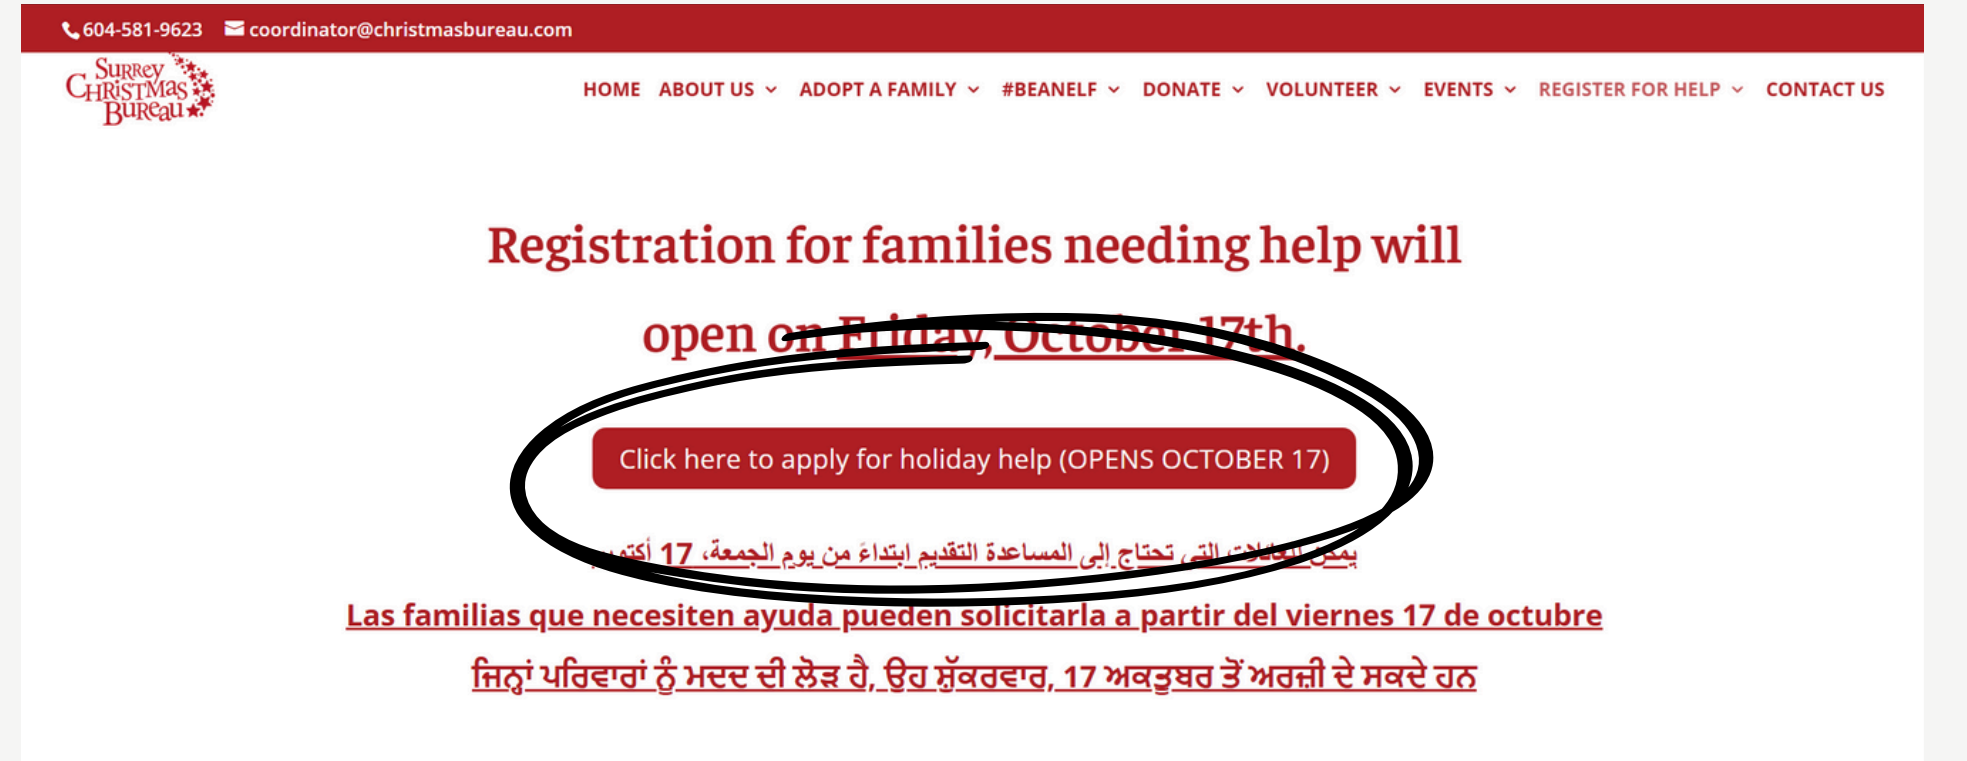 604-581-9623 coordinator@christmasbureau.com
Surrey
Christmas
Bureau
HOME ABOUT US ADOPT A FAMILY #BEANELF DONATE VOLUNTEER EVENTS REGISTER FOR HELP CONTACT US
Registration for families needing help will
open on Friday, October 17th.
Click here to apply for holiday help (OPENS OCTOBER 17)
يمكن للعائلات التي تحتاج إلى المساعدة التقديم ابتداءً من يوم الجمعة، 17 أكتوبر
Las familias que necesiten ayuda pueden solicitarla a partir del viernes 17 de octubre
ਜਿਨ੍ਹਾਂ ਪਰਿਵਾਰਾਂ ਨੂੰ ਮਦਦ ਦੀ ਲੋੜ ਹੈ, ਉਹ ਸ਼ੁੱਕਰਵਾਰ, 17 ਅਕਤੂਬਰ ਤੋਂ ਅਰਜ਼ੀ ਦੇ ਸਕਦੇ ਹਨ